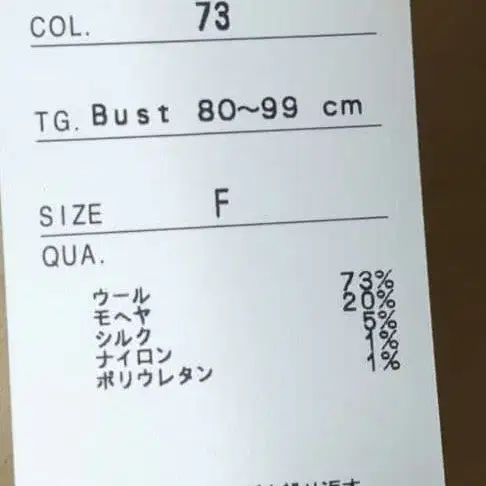 COL. 73
TG. Bust 80〜99 cm
SIZE F
QUA.
ウール 73%
モヘヤ 20%
シルク 5%
ナイロン 1%
ポリウレタン 1%